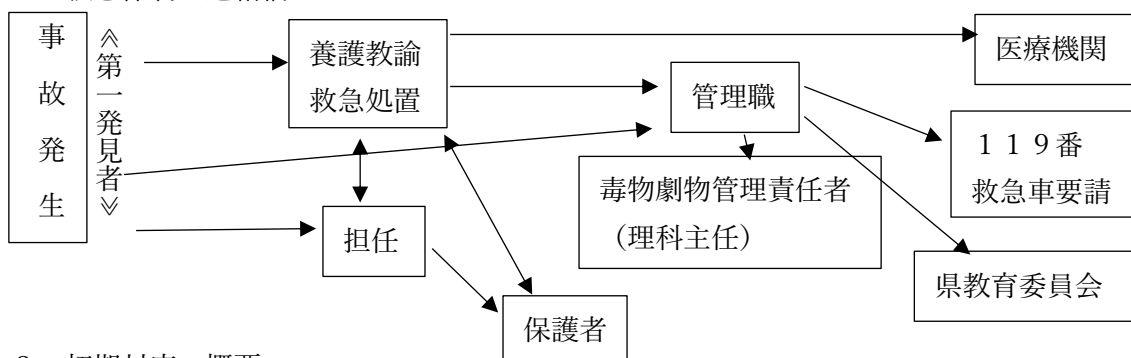 事故発生
≪第一発見者≫
養護教諭
救急処置
医療機関
管理職
119番
救急車要請
毒物劇物管理責任者
(理科主任)
担任
県教育委員会
保護者